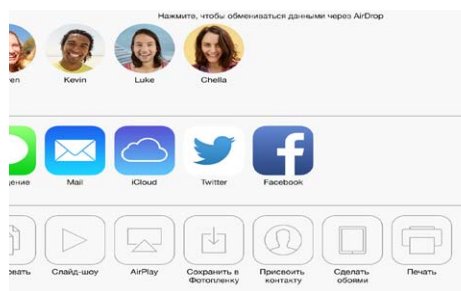 Нажмите, чтобы обмениваться данными через AirDrop
Kevin Luke Chella
Mail iCloud Twitter Facebook
Слайд-шоу AirPlay Сохранить в Фотопленку Присвоить контакту Сделать обоями Печать